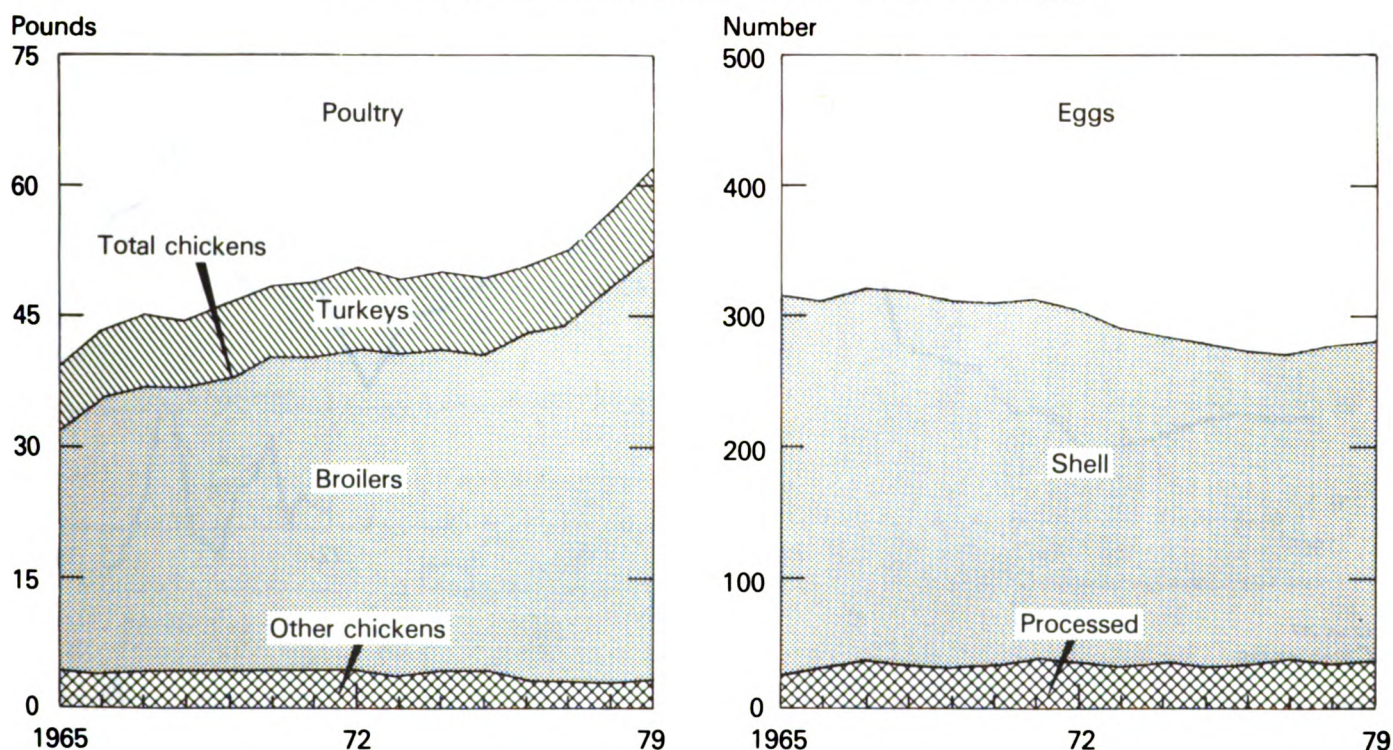 Pounds
75
60
45
30
15
0
1965
72
79
Poultry
Total chickens
Turkeys
Broilers
Other chickens
Number
500
400
300
200
100
0
1965
72
79
Eggs
Shell
Processed